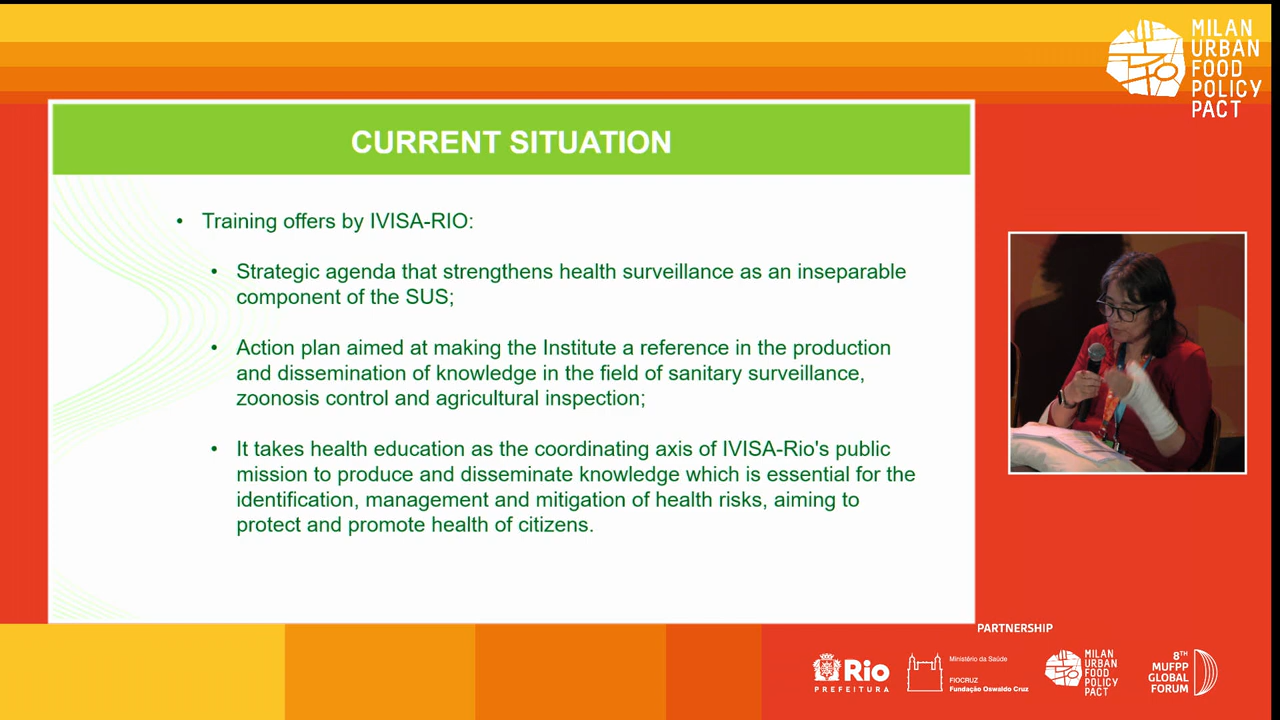 MILAN
URBAN
FOOD
POLICY
PACT
CURRENT SITUATION
• Training offers by IVISA-RIO:
• Strategic agenda that strengthens health surveillance as an inseparable
component of the SUS;
• Action plan aimed at making the Institute a reference in the production
and dissemination of knowledge in the field of sanitary surveillance,
zoonosis control and agricultural inspection;
• It takes health education as the coordinating axis of IVISA-Rio's public
mission to produce and disseminate knowledge which is essential for the
identification, management and mitigation of health risks, aiming to
protect and promote health of citizens.
PARTNERSHIP
Rio
PREFEITURA
Ministério da Saúde
FIOCRUZ
Fundação Oswaldo Cruz
MILAN
URBAN
FOOD
POLICY
PACT
8TH
MUFPP
GLOBAL
FORUM